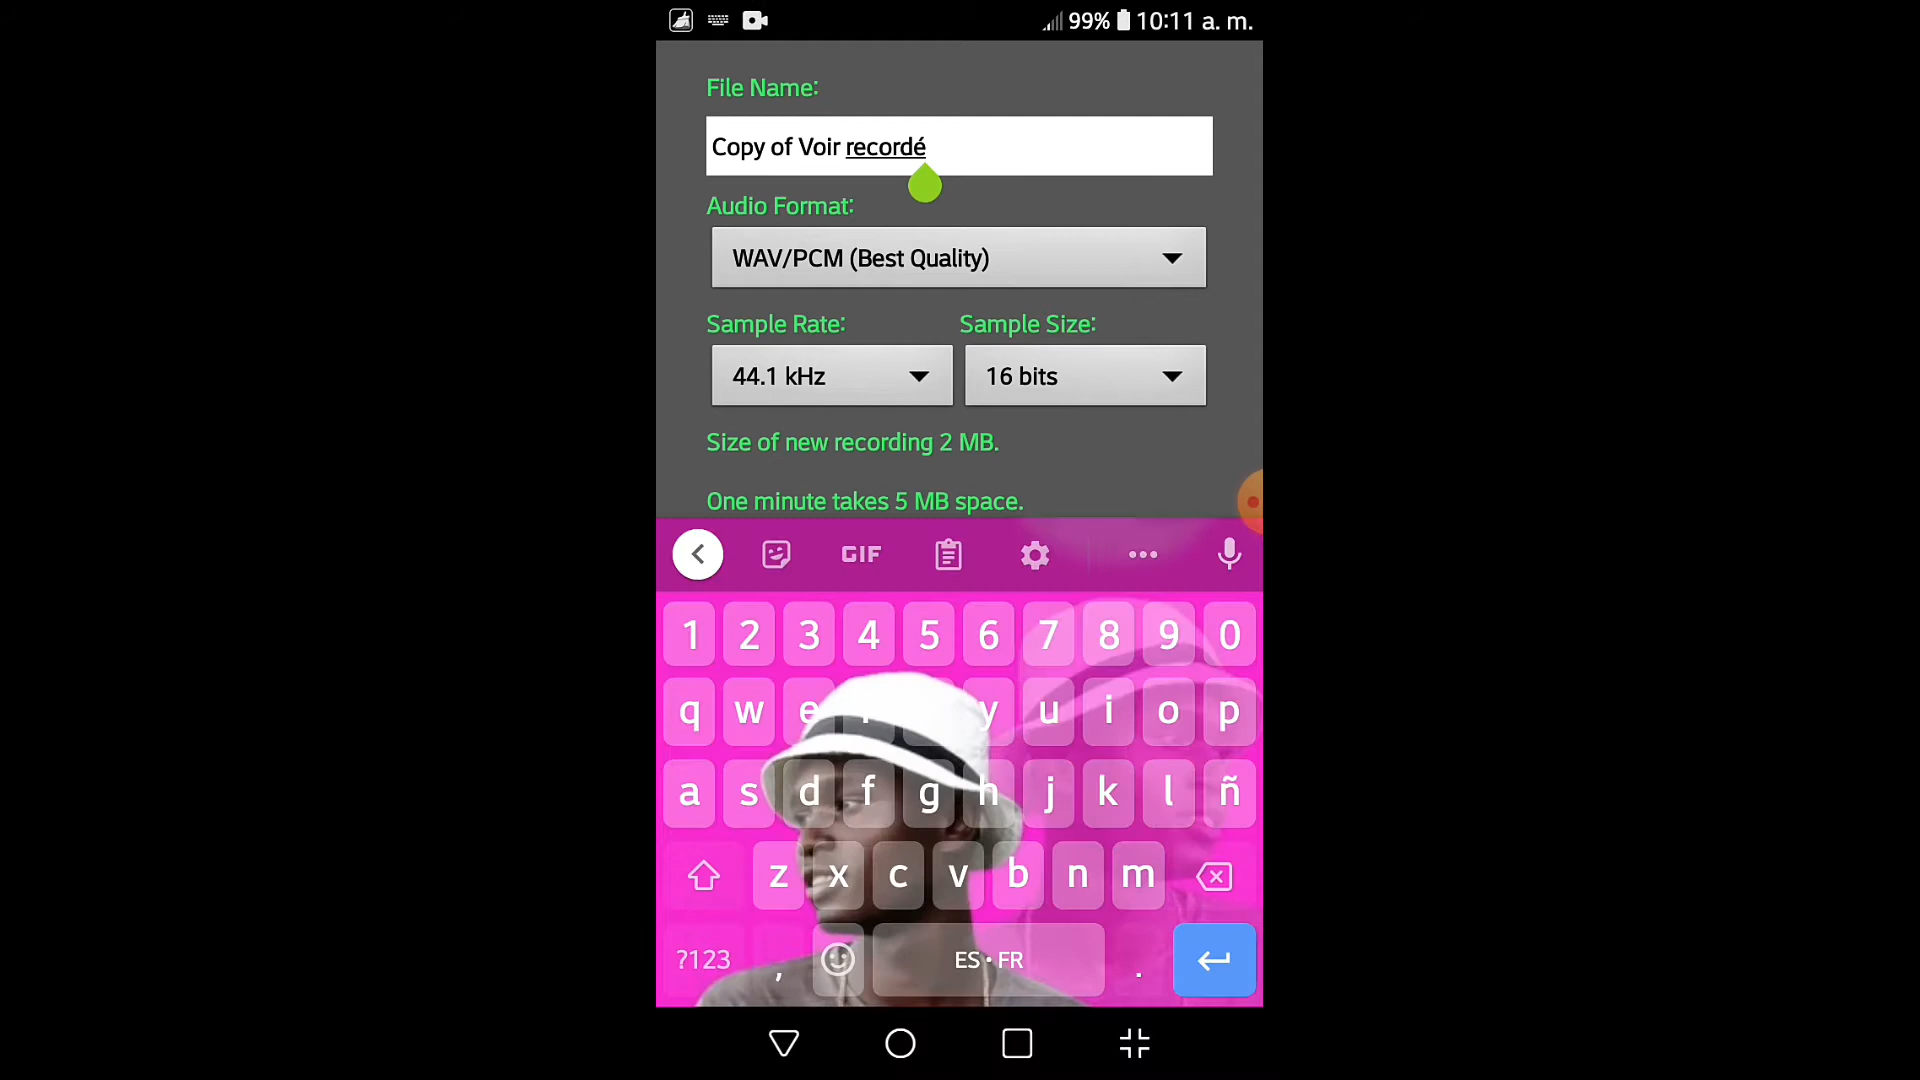 99% 10:11 a. m.
File Name:
Copy of Voir recordé
Audio Format:
WAV/PCM (Best Quality)
Sample Rate: Sample Size:
44.1 kHz 16 bits
Size of new recording 2 MB.
One minute takes 5 MB space.
GIF
1 2 3 4 5 6 7 8 9 0
q w e y u i o p
a s d f g h j k l ñ
z x c v b n m
?123 , ES • FR .